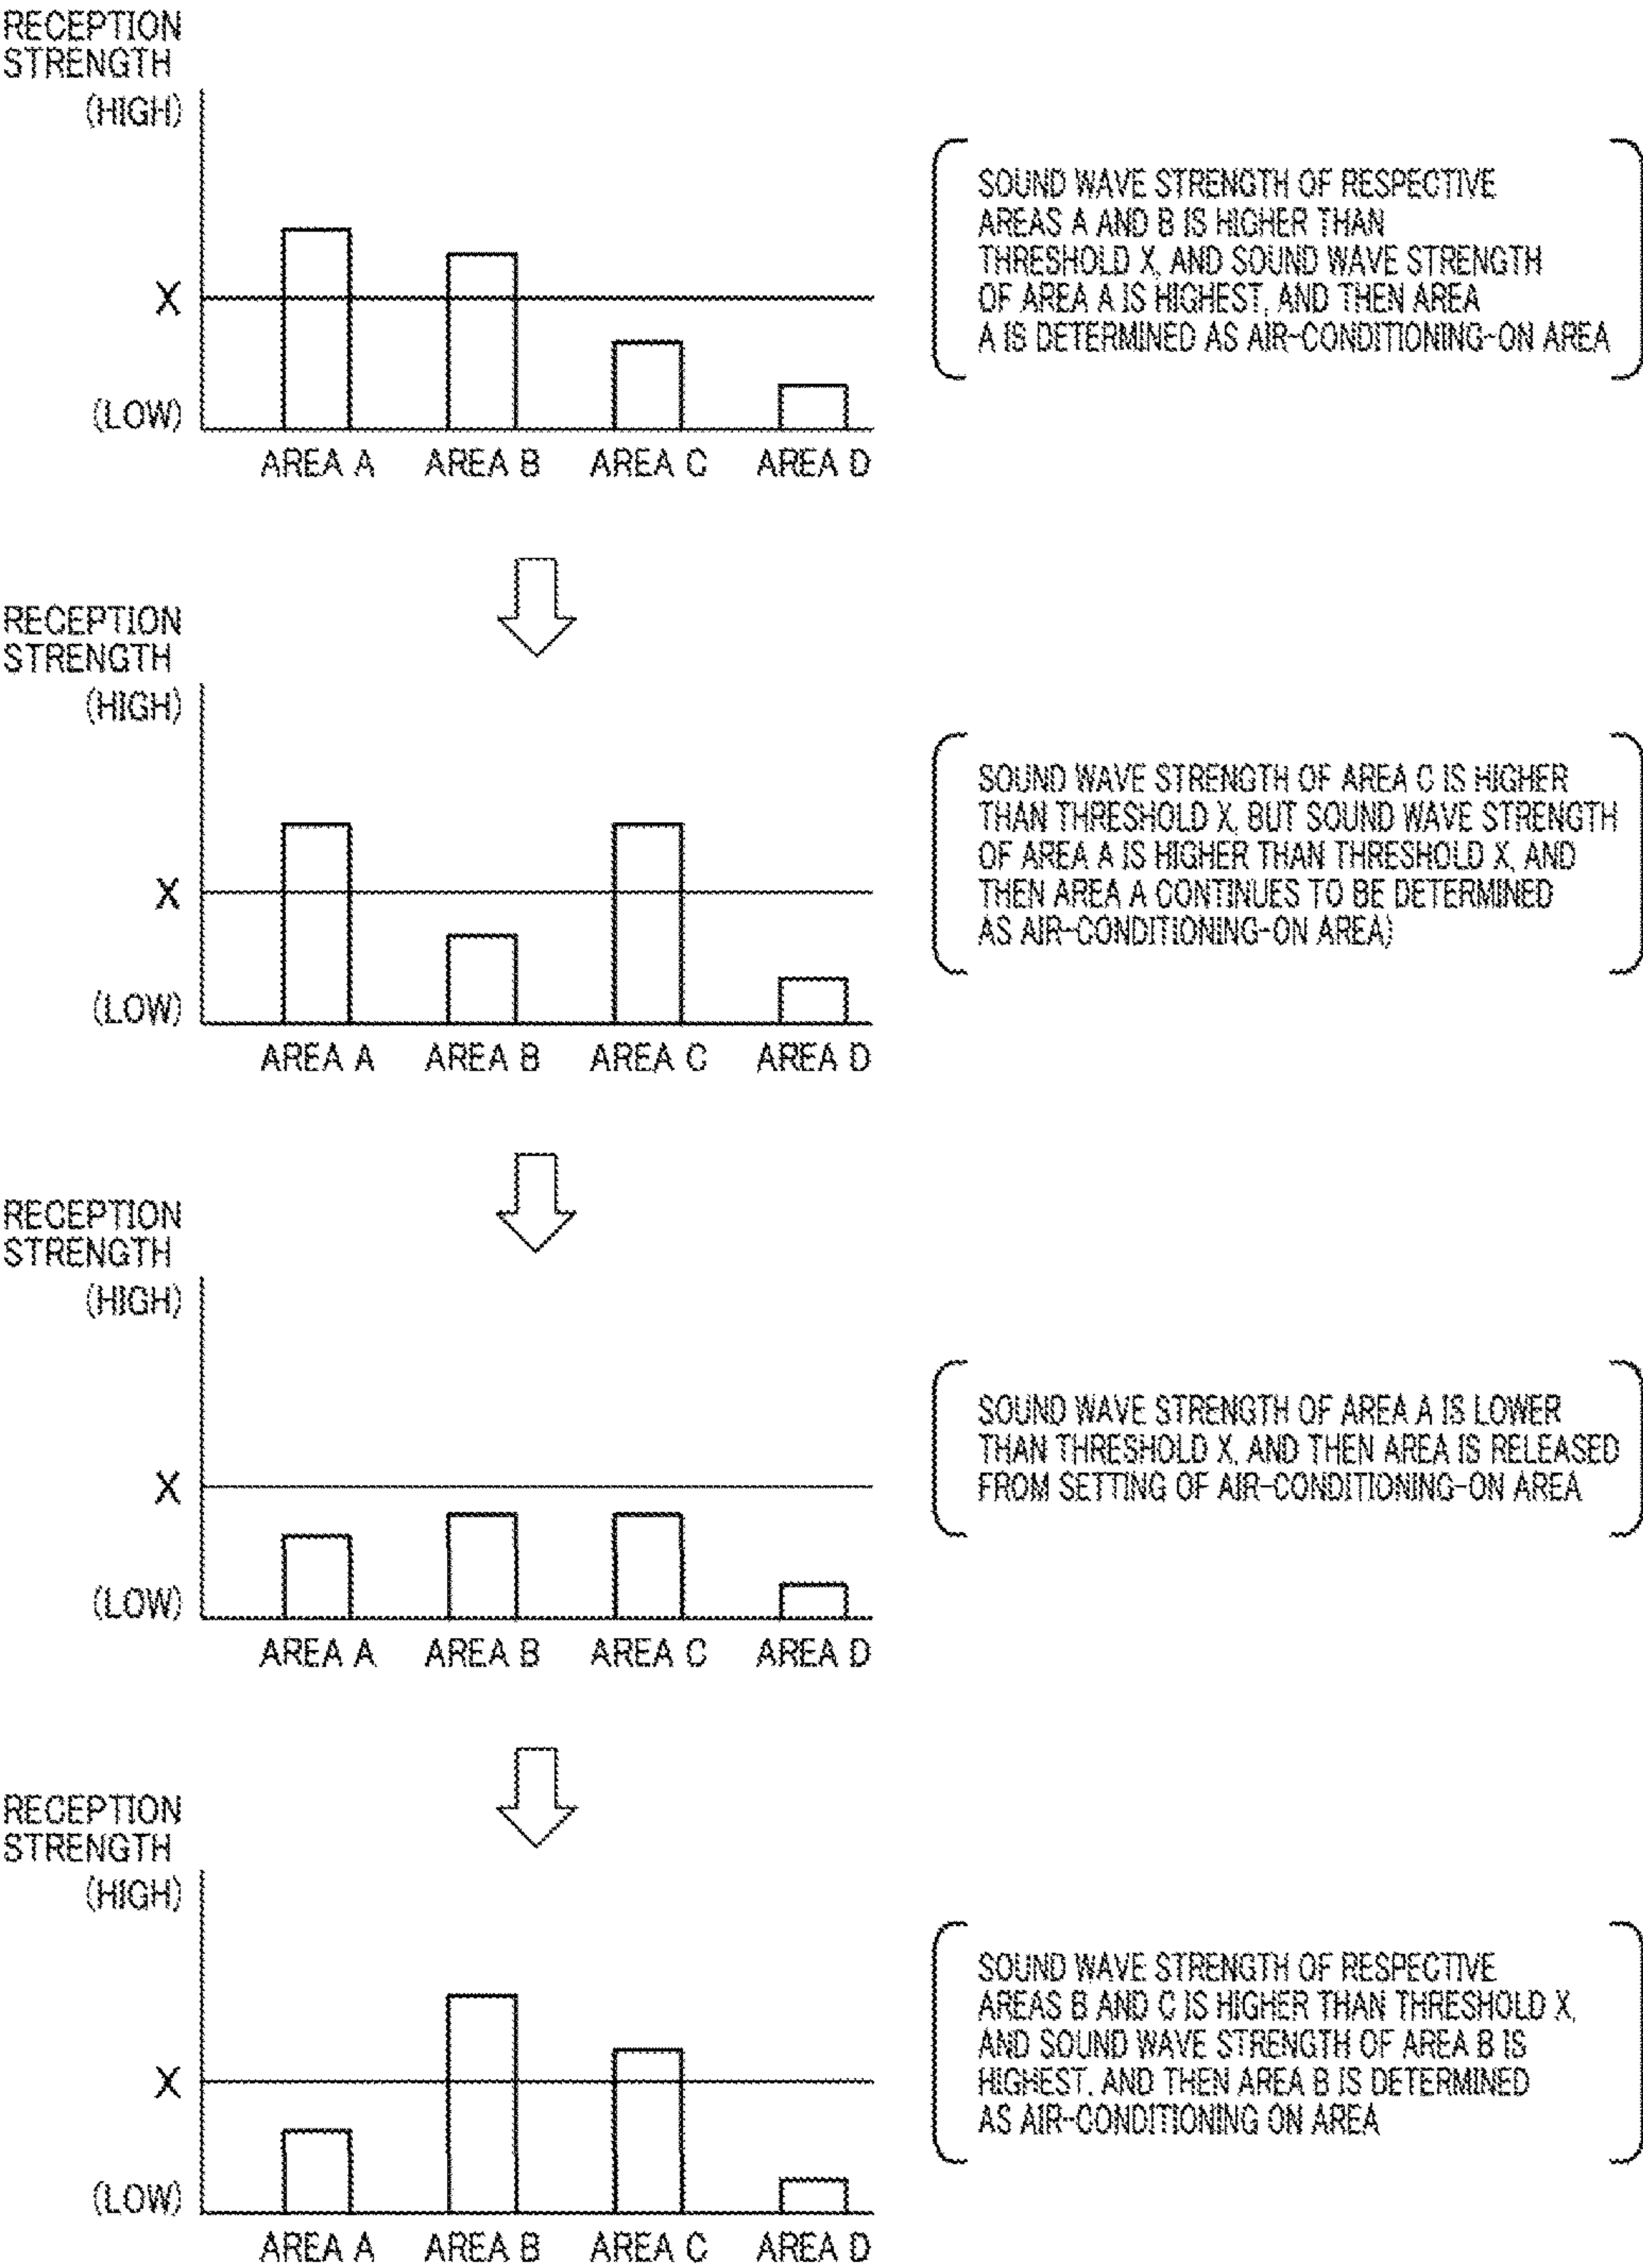 RECEPTION
STRENGTH
(HIGH)
X
(LOW)
AREA A AREA B AREA C AREA D
SOUND WAVE STRENGTH OF RESPECTIVE
AREAS A AND B IS HIGHER THAN
THRESHOLD X, AND SOUND WAVE STRENGTH
OF AREA A IS HIGHEST, AND THEN AREA
A IS DETERMINED AS AIR-CONDITIONING-ON AREA
RECEPTION
STRENGTH
(HIGH)
X
(LOW)
AREA A AREA B AREA C AREA D
SOUND WAVE STRENGTH OF AREA C IS HIGHER
THAN THRESHOLD X, BUT SOUND WAVE STRENGTH
OF AREA A IS HIGHER THAN THRESHOLD X, AND
THEN AREA A CONTINUES TO BE DETERMINED
AS AIR-CONDITIONING-ON AREA)
RECEPTION
STRENGTH
(HIGH)
X
(LOW)
AREA A AREA B AREA C AREA D
SOUND WAVE STRENGTH OF AREA A IS LOWER
THAN THRESHOLD X, AND THEN AREA IS RELEASED
FROM SETTING OF AIR-CONDITIONING-ON AREA
RECEPTION
STRENGTH
(HIGH)
X
(LOW)
AREA A AREA B AREA C AREA D
SOUND WAVE STRENGTH OF RESPECTIVE
AREAS B AND C IS HIGHER THAN THRESHOLD X,
AND SOUND WAVE STRENGTH OF AREA B IS
HIGHEST, AND THEN AREA B IS DETERMINED
AS AIR-CONDITIONING ON AREA